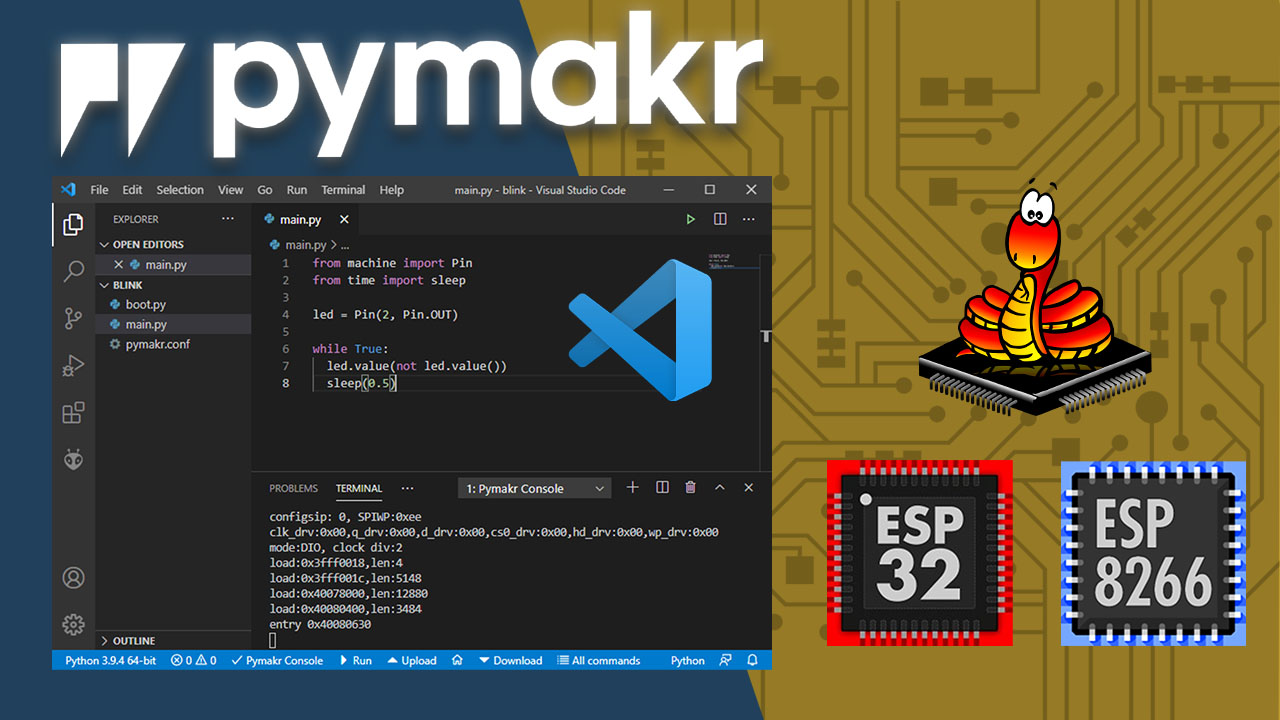 pymakr
File Edit Selection View Go Run Terminal Help main.py - blink - Visual Studio Code
EXPLORER
main.py
OPEN EDITORS
main.py
BLINK
boot.py
main.py
pymakr.conf
OUTLINE
main.py > ...
1 from machine import Pin
2 from time import sleep
3
4 led = Pin(2, Pin.OUT)
5
6 while True:
7 led.value(not led.value())
8 sleep(0.5)
PROBLEMS TERMINAL 1: Pymakr Console
configsip: 0, SPIWP:0xee
clk_drv:0x00,q_drv:0x00,d_drv:0x00,cs0_drv:0x00,hd_drv:0x00,wp_drv:0x00
mode:DIO, clock div:2
load:0x3fff0018,len:4
load:0x3fff001c,len:5148
load:0x40078000,len:12880
load:0x40080400,len:3484
entry 0x40080630
Python 3.9.4 64-bit 0 0 Pymakr Console Run Upload Download All commands Python
ESP
32
ESP
8266